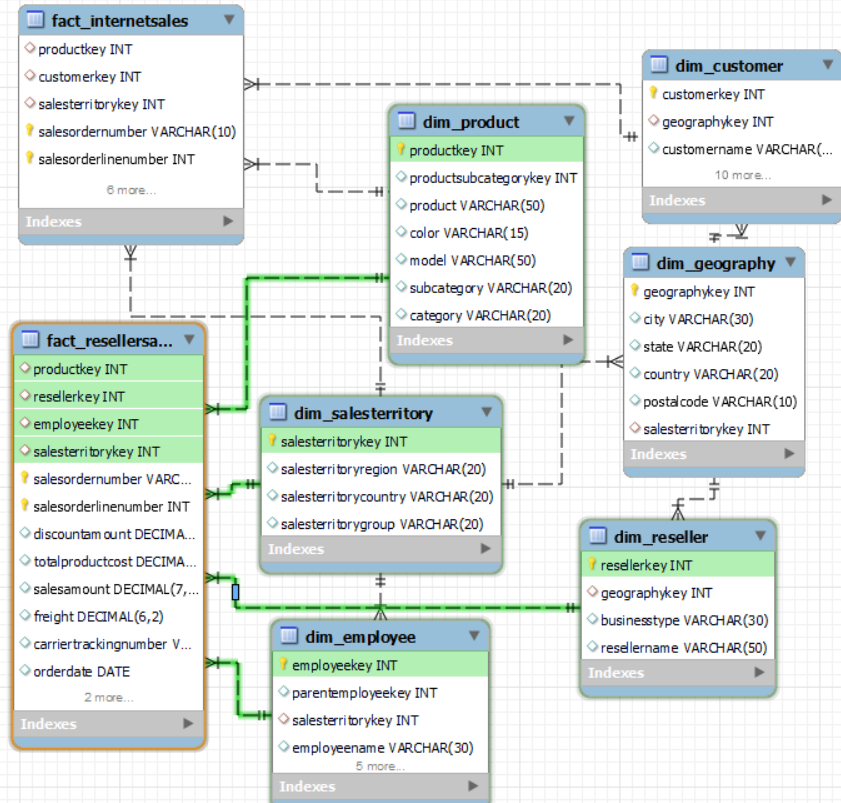 fact_internetsales
productkey INT
customerkey INT
salesterritorykey INT
salesordernumber VARCHAR(10)
salesorderlinenumber INT
6 more...
Indexes
dim_customer
customerkey INT
geographykey INT
customername VARCHAR(...
10 more...
Indexes
dim_product
productkey INT
productsubcategorykey INT
product VARCHAR(50)
color VARCHAR(15)
model VARCHAR(50)
subcategory VARCHAR(20)
category VARCHAR(20)
Indexes
dim_geography
geographykey INT
city VARCHAR(30)
state VARCHAR(20)
country VARCHAR(20)
postalcode VARCHAR(10)
salesterritorykey INT
Indexes
fact_resellersa...
productkey INT
resellerkey INT
employeekey INT
salesterritorykey INT
salesordernumber VARC...
salesorderlinenumber INT
discountamount DECIMA...
totalproductcost DECIMA...
salesamount DECIMAL(7,...
freight DECIMAL(6,2)
carriertrackingnumber V...
orderdate DATE
2 more...
Indexes
dim_salesterritory
salesterritorykey INT
salesterritoryregion VARCHAR(20)
salesterritorycountry VARCHAR(20)
salesterritorygroup VARCHAR(20)
Indexes
dim_reseller
resellerkey INT
geographykey INT
businesstype VARCHAR(30)
resellername VARCHAR(50)
Indexes
dim_employee
employeekey INT
parentemployeekey INT
salesterritorykey INT
employeename VARCHAR(30)
5 more...
Indexes